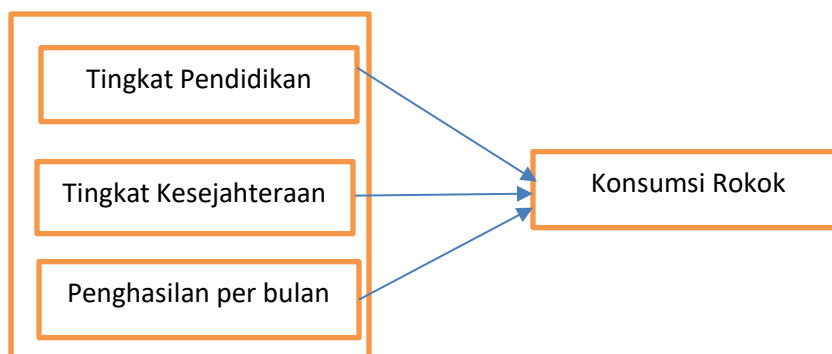 Tingkat Pendidikan
Tingkat Kesejahteraan
Konsumsi Rokok
Penghasilan per bulan